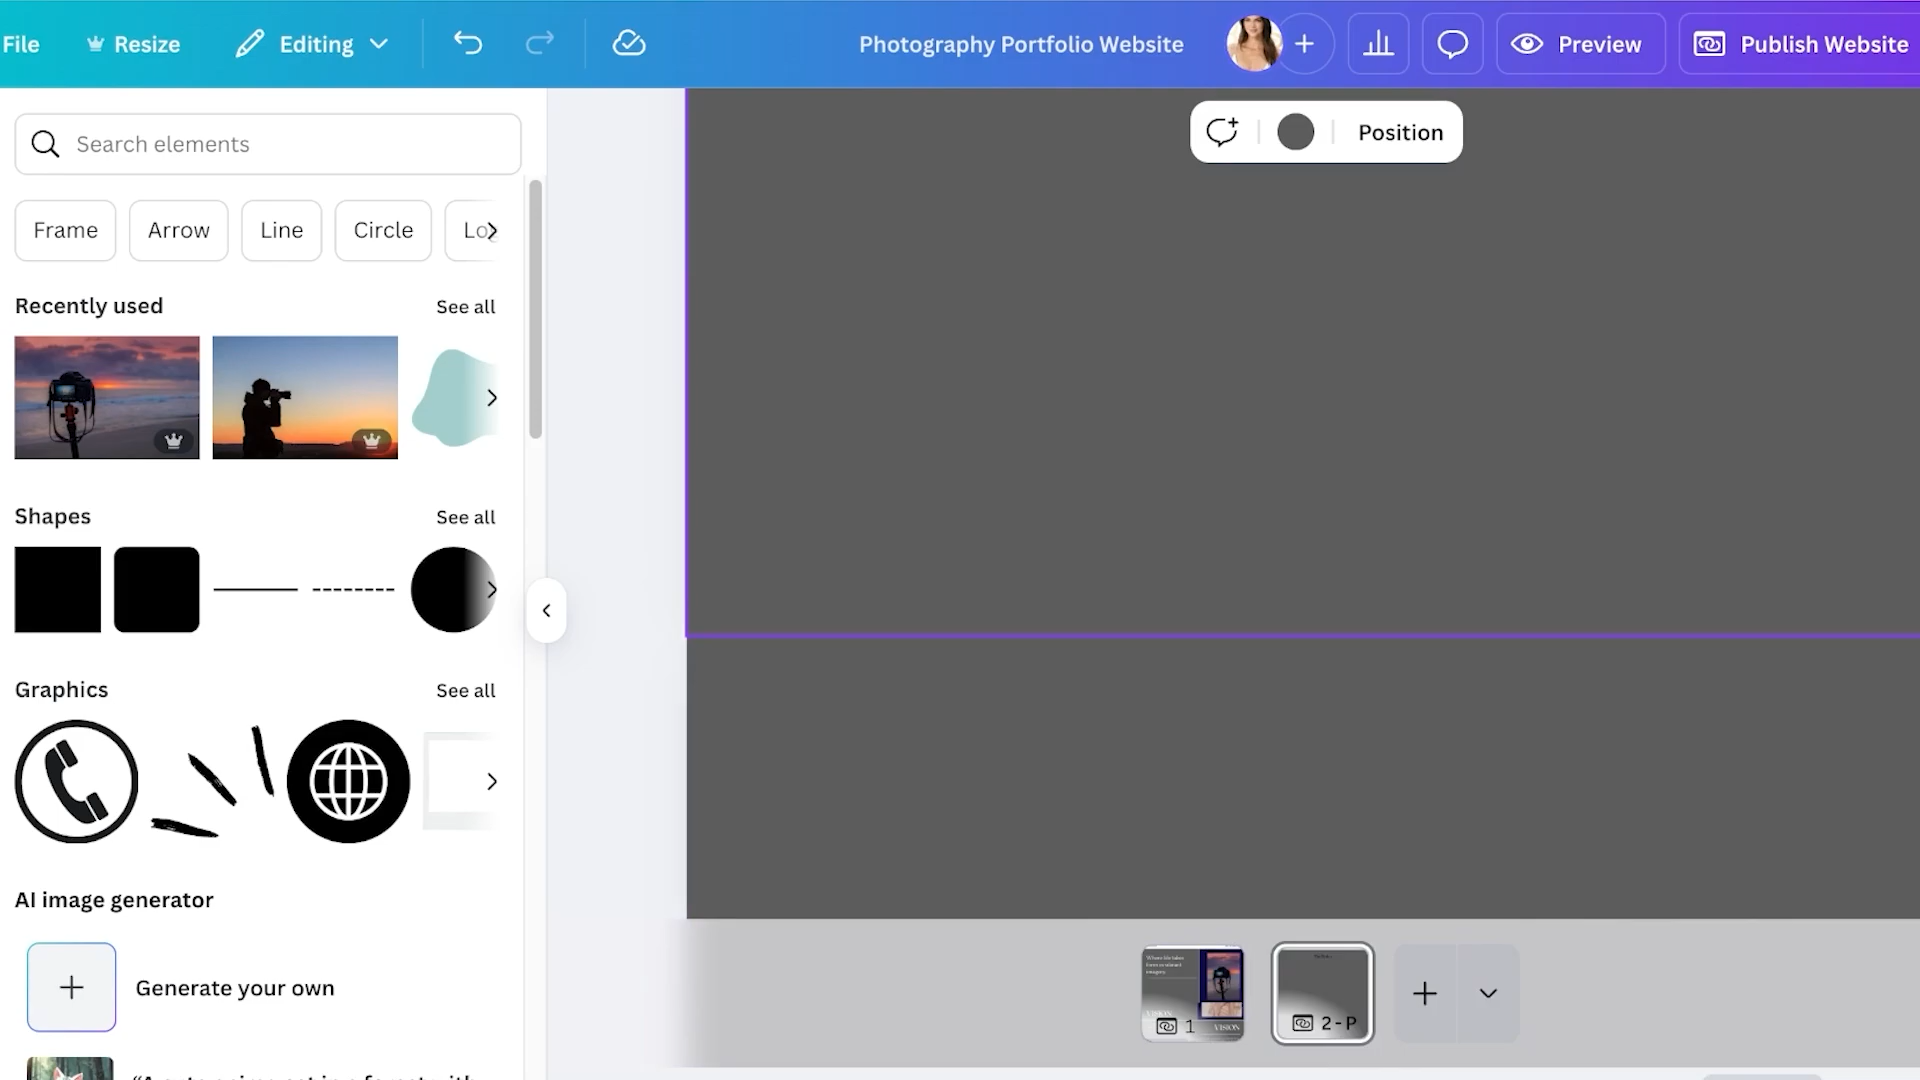 File
Resize
Editing
Photography Portfolio Website
Preview
Publish Website
Search elements
Position
Frame
Arrow
Line
Circle
Recently used
See all
Shapes
See all
Graphics
See all
AI image generator
Generate your own
1
VISION
2-P